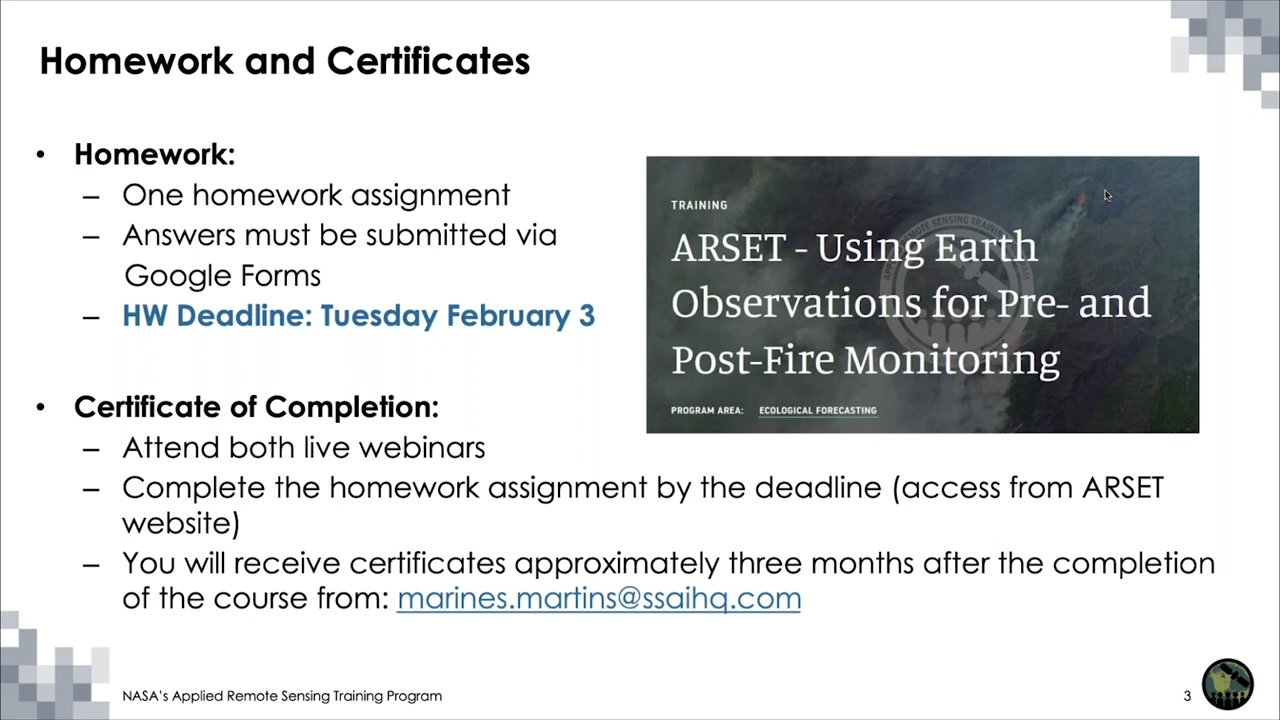 Homework and Certificates
• Homework:
– One homework assignment
– Answers must be submitted via
Google Forms
– HW Deadline: Tuesday February 3
TRAINING
ARSET - Using Earth
Observations for Pre- and
Post-Fire Monitoring
PROGRAM AREA: ECOLOGICAL FORECASTING
• Certificate of Completion:
– Attend both live webinars
– Complete the homework assignment by the deadline (access from ARSET
website)
– You will receive certificates approximately three months after the completion
of the course from: marines.martins@ssaihq.com
NASA's Applied Remote Sensing Training Program
3